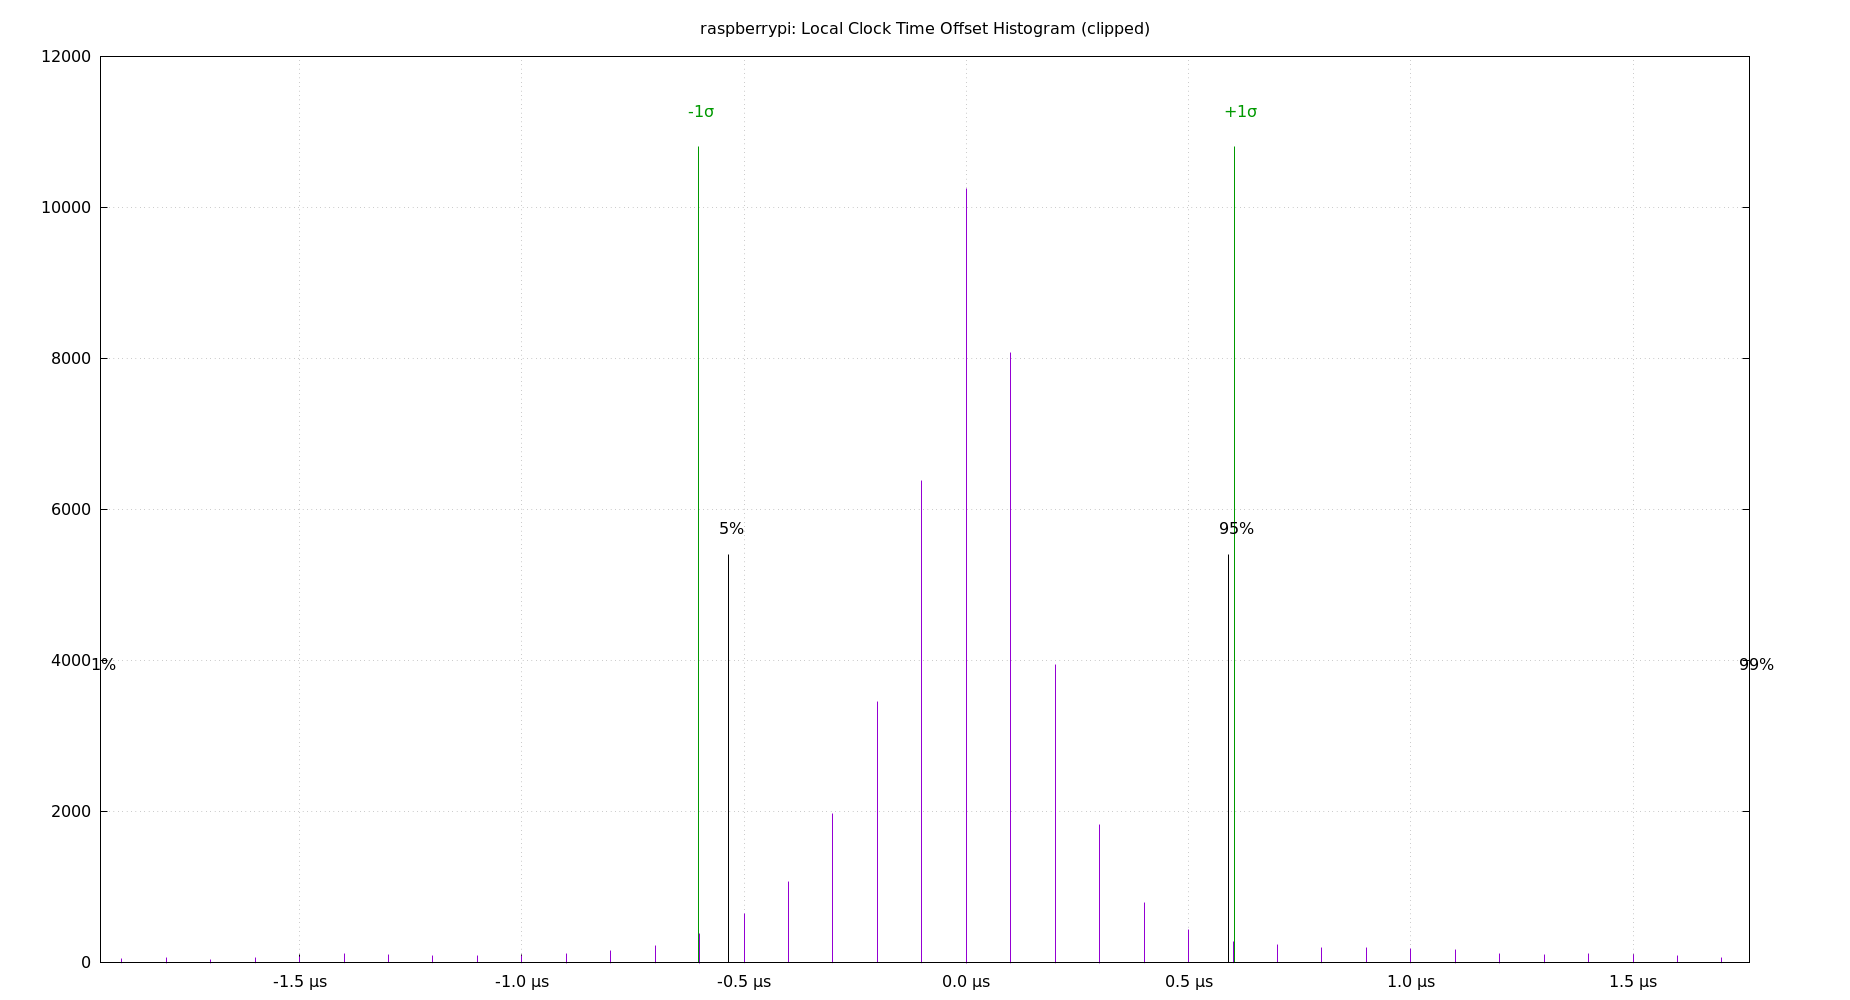 raspberrypi: Local Clock Time Offset Histogram (clipped)
12000
-1σ
+1σ
10000
8000
6000
5%
95%
4000
1%
99%
2000
0
-1.5 µs
-1.0 µs
-0.5 µs
0.0 µs
0.5 µs
1.0 µs
1.5 µs